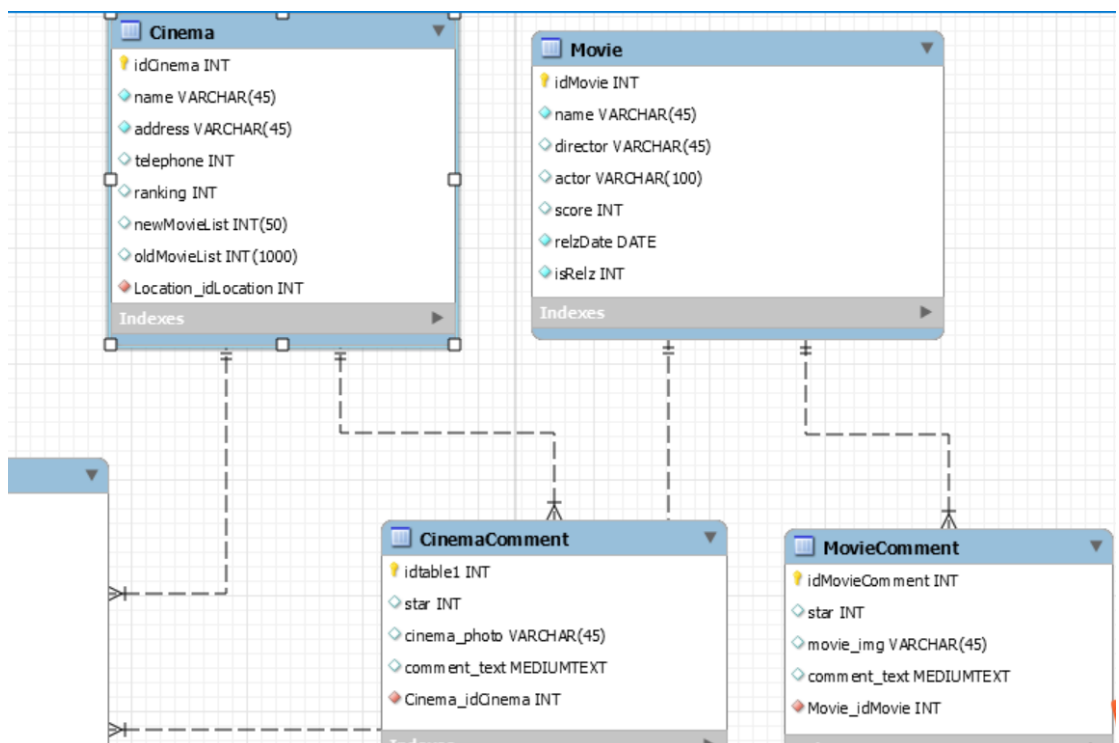 Cinema
idCinema INT
name VARCHAR(45)
address VARCHAR(45)
telephone INT
ranking INT
newMovieList INT(50)
oldMovieList INT(1000)
Location_idLocation INT
Indexes
Movie
idMovie INT
name VARCHAR(45)
director VARCHAR(45)
actor VARCHAR(100)
score INT
relzDate DATE
isRelz INT
Indexes
CinemaComment
idtable1 INT
star INT
cinema_photo VARCHAR(45)
comment_text MEDIUMTEXT
Cinema_idCinema INT
Indexes
MovieComment
idMovieComment INT
star INT
movie_img VARCHAR(45)
comment_text MEDIUMTEXT
Movie_idMovie INT